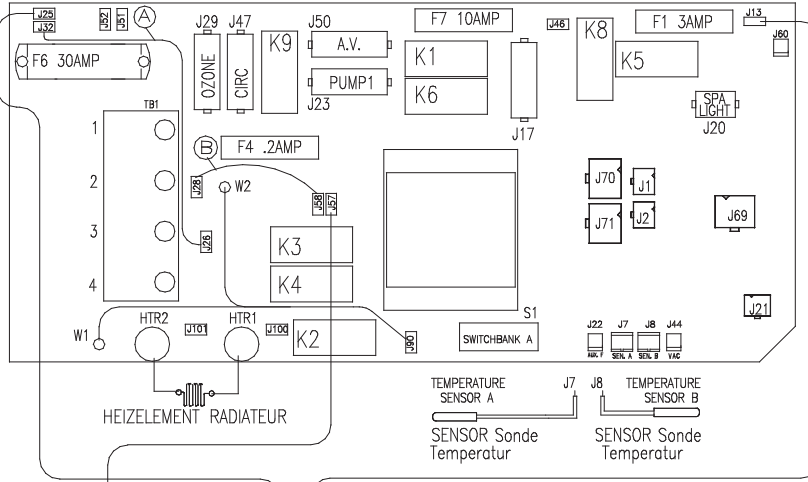 J25
J32
J52
J51
A
J29
J47
J50
F7 10AMP
J46
F1 3AMP
J13
J60
F6 30AMP
OZONE
CIRC
K9
A.V.
PUMP1
J23
K1
K6
J17
K8
K5
SPA
LIGHT
J20
TB1
1
2
3
4
B
F4 .2AMP
J28
W2
J58
J57
J26
K3
K4
J70
J71
J1
J2
J69
J21
W1
HTR2
J101
HTR1
J100
K2
J90
S1
SWITCHBANK A
J22
J7
J8
J44
AUX. F
SEN. A
SEN. B
VAC
HEIZELEMENT RADIATEUR
TEMPERATURE
SENSOR A
J7
J8
TEMPERATURE
SENSOR B
SENSOR Sonde
Temperatur
SENSOR Sonde
Temperatur